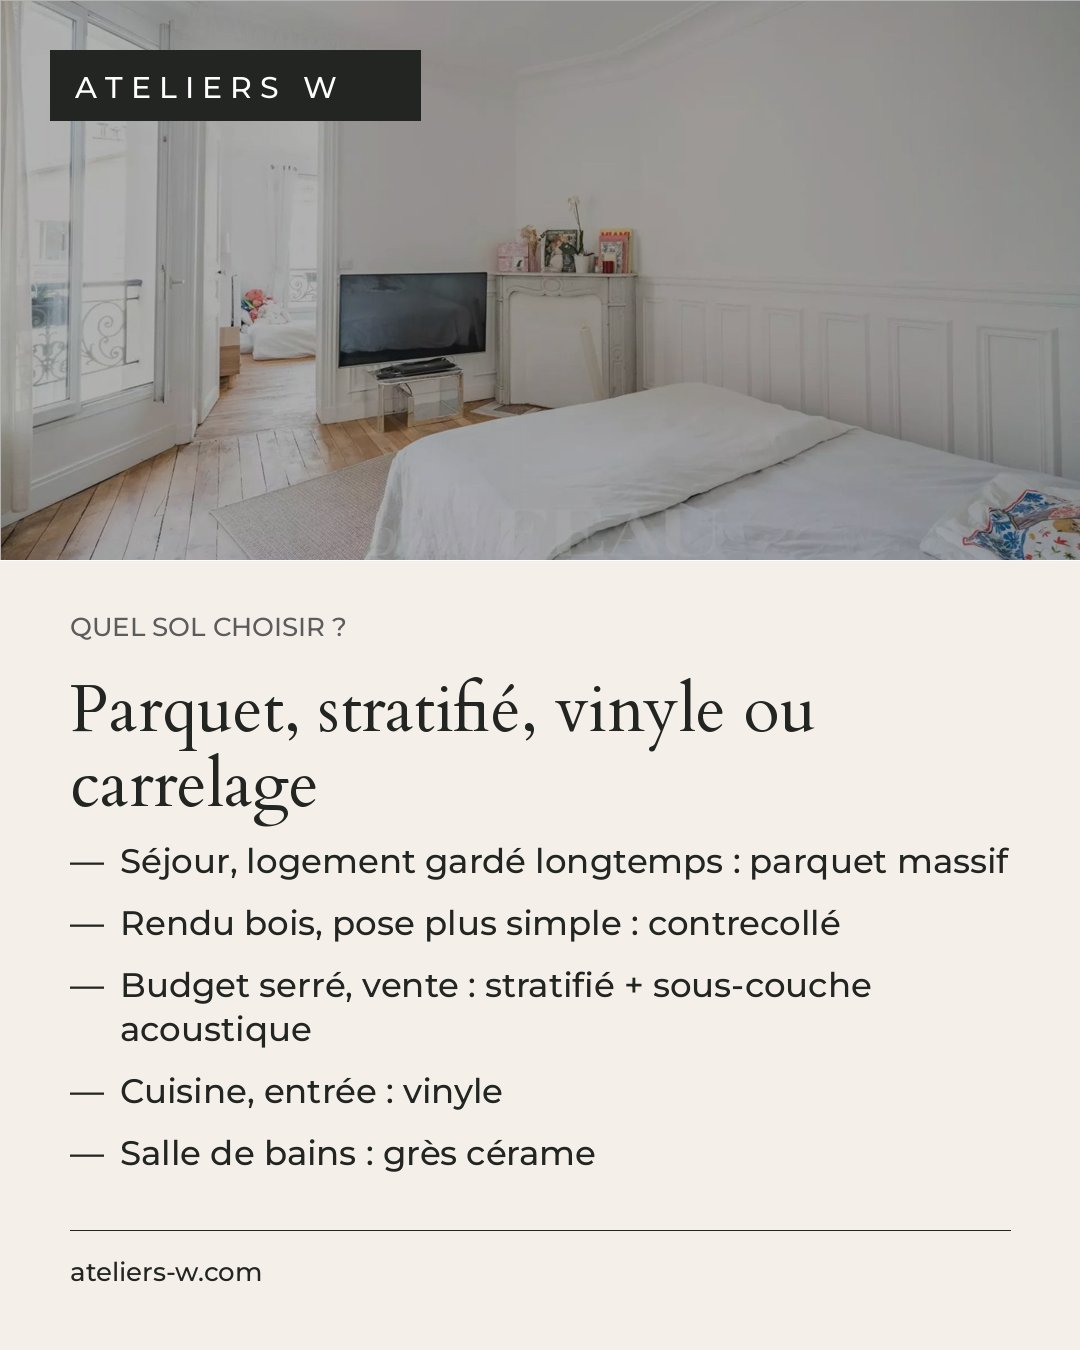 ATELIERS W
QUEL SOL CHOISIR ?
Parquet, stratifié, vinyle ou
carrelage
— Séjour, logement gardé longtemps : parquet massif
— Rendu bois, pose plus simple : contrecollé
— Budget serré, vente : stratifié + sous-couche
acoustique
— Cuisine, entrée : vinyle
— Salle de bains : grès cérame
ateliers-w.com